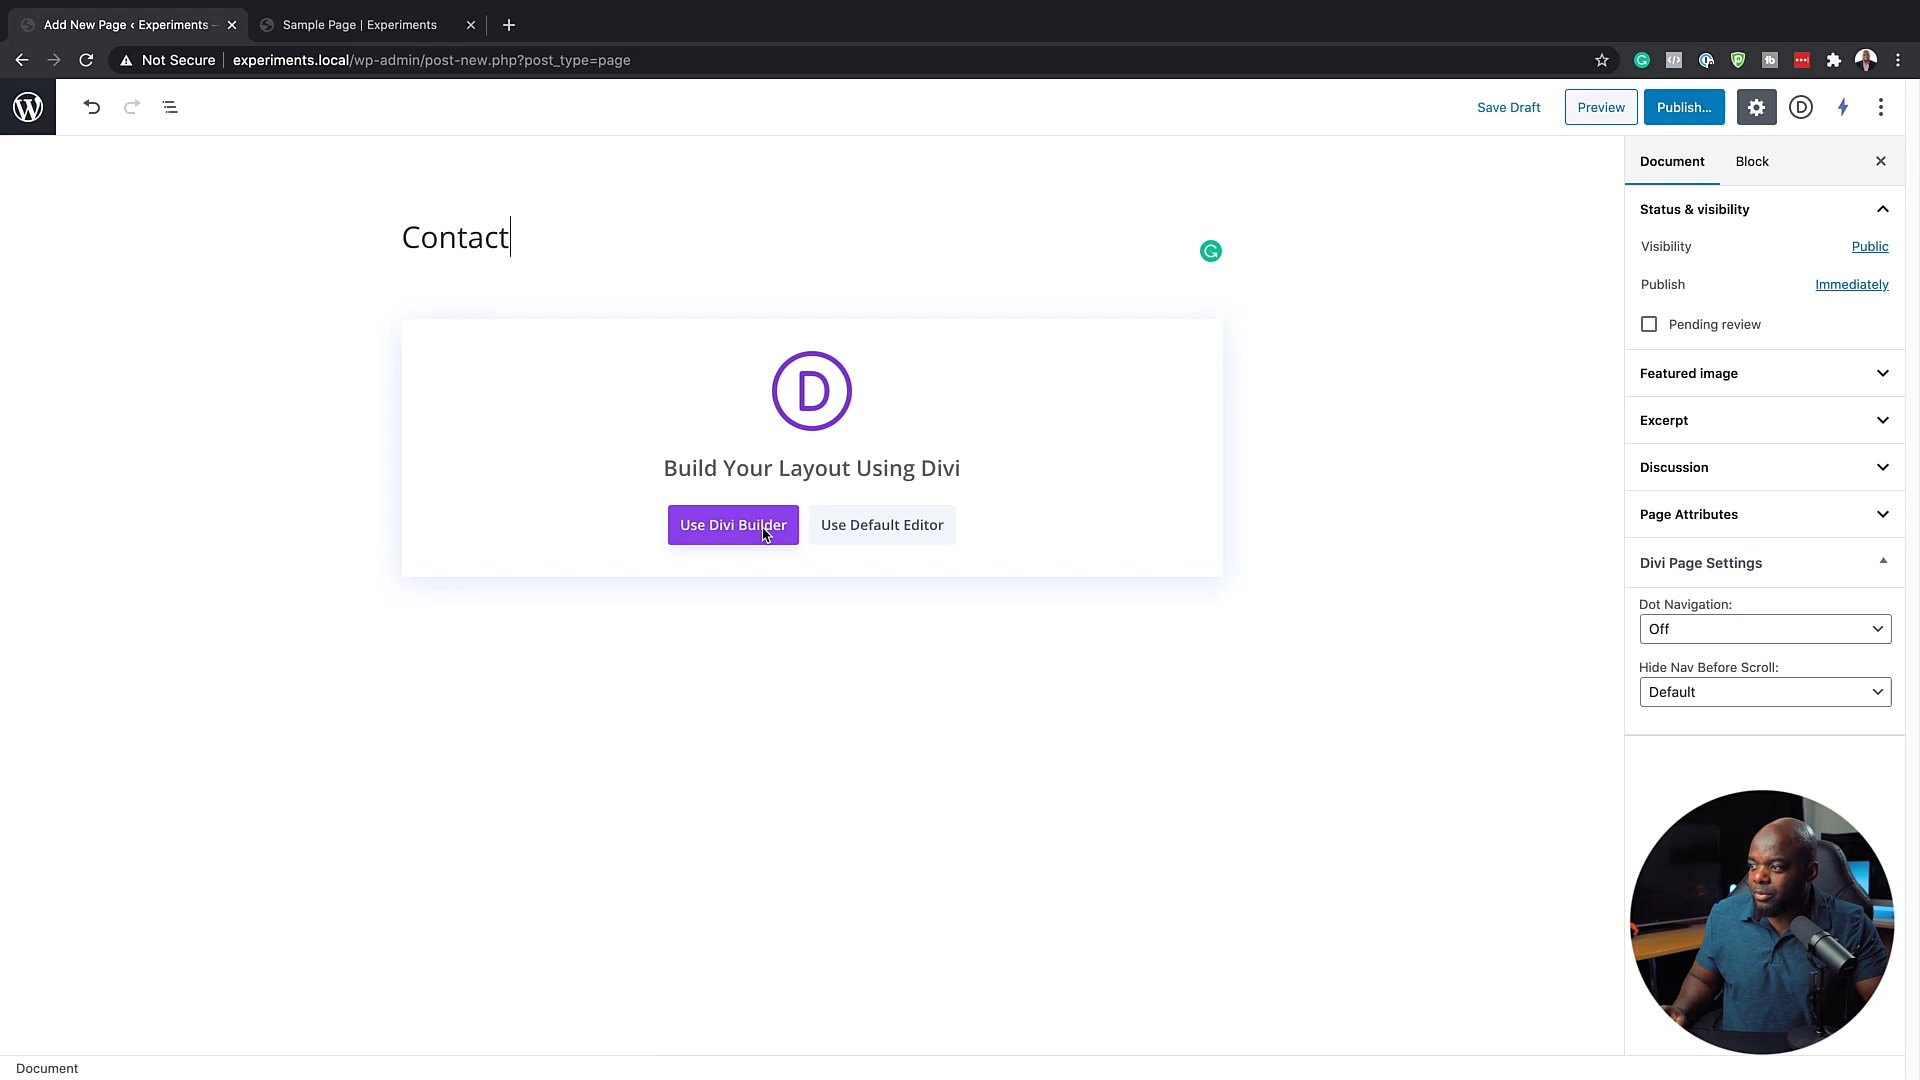 Add New Page ‹ Experiments –
Sample Page | Experiments
Not Secure
experiments.local/wp-admin/post-new.php?post_type=page
Save Draft
Preview
Publish...
D
Document
Block
Status & visibility
Contact
Visibility
Public
Publish
Immediately
Pending review
Featured image
D
Excerpt
Build Your Layout Using Divi
Discussion
Use Divi Builder
Use Default Editor
Page Attributes
Divi Page Settings
Dot Navigation:
Off
Hide Nav Before Scroll:
Default
Document